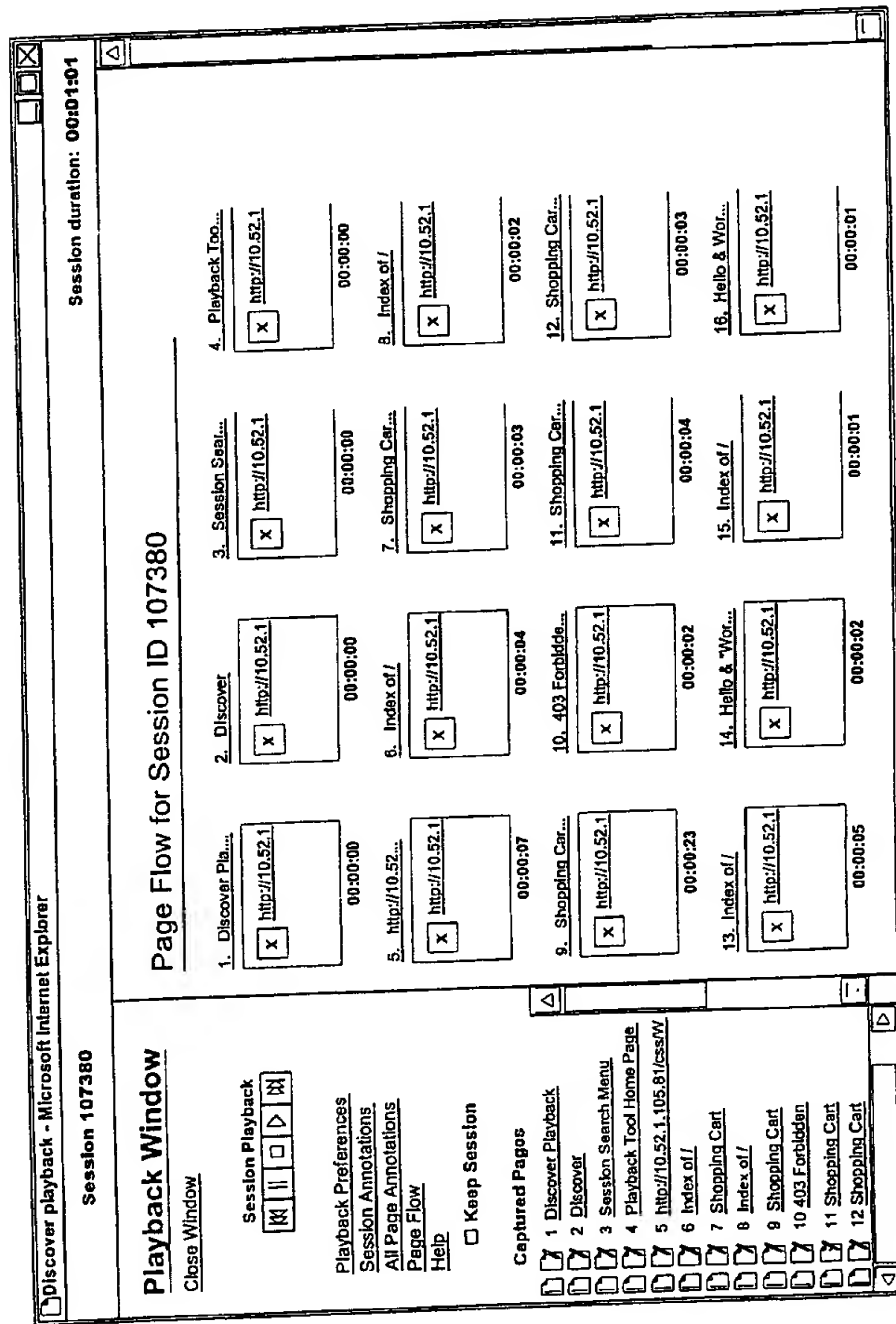 Discover playback - Microsoft Internet Explorer
Session 107380
Session duration: 00:01:01
Playback Window
Close Window
Session Playback
Playback Preferences
Session Annotations
All Page Annotations
Page Flow
Help
Keep Session
Captured Pages
1 Discover Playback
2 Discover
3 Session Search Menu
4 Playback Tool Home Page
5 http://10.52.1.105.81/css/W
6 Index of /
7 Shopping Cart
8 Index of /
9 Shopping Cart
10 403 Forbidden
11 Shopping Cart
12 Shopping Cart
Page Flow for Session ID 107380
1. Discover Pla....
2. Discover
3. Session Sear...
4. Playback Too...
x http://10.52.1
x http://10.52.1
x http://10.52.1
x http://10.52.1
00:00:00
00:00:00
00:00:00
00:00:00
5. http://10.52...
6. Index of /
7. Shopping Car...
8. Index of /
x http://10.52.1
x http://10.52.1
x http://10.52.1
x http://10.52.1
00:00:07
00:00:04
00:00:03
00:00:02
9. Shopping Car...
10. 403 Forbidde...
11. Shopping Car...
12. Shopping Car...
x http://10.52.1
x http://10.52.1
x http://10.52.1
x http://10.52.1
00:00:23
00:00:02
00:00:04
00:00:03
13. Index of /
14. Hello & "Wor...
15. Index of /
16. Hello & Wor...
x http://10.52.1
x http://10.52.1
x http://10.52.1
x http://10.52.1
00:00:05
00:00:02
00:00:01
00:00:01